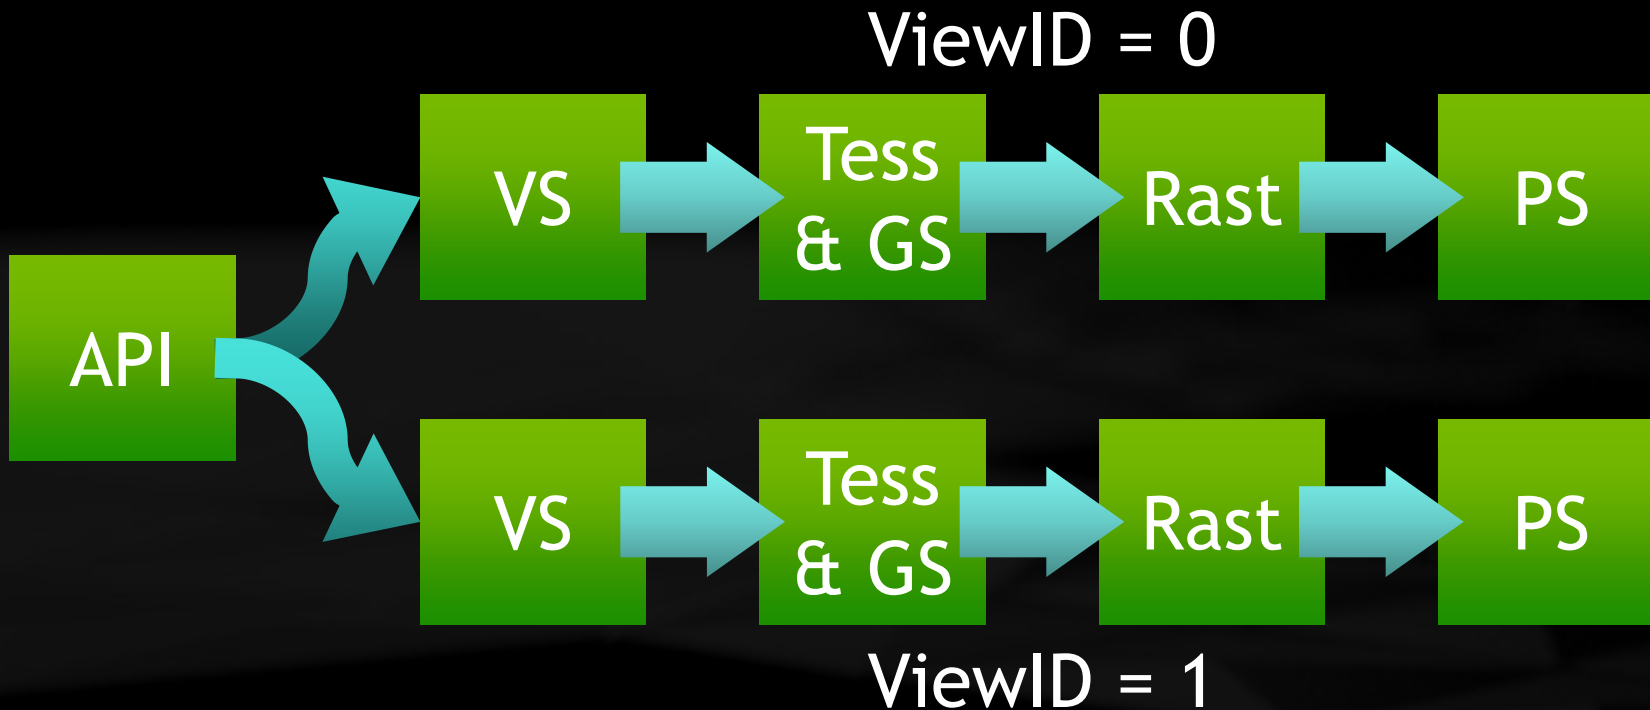 ViewID = 0
VS
Tess
& GS
Rast
PS
API
VS
Tess
& GS
Rast
PS
ViewID = 1